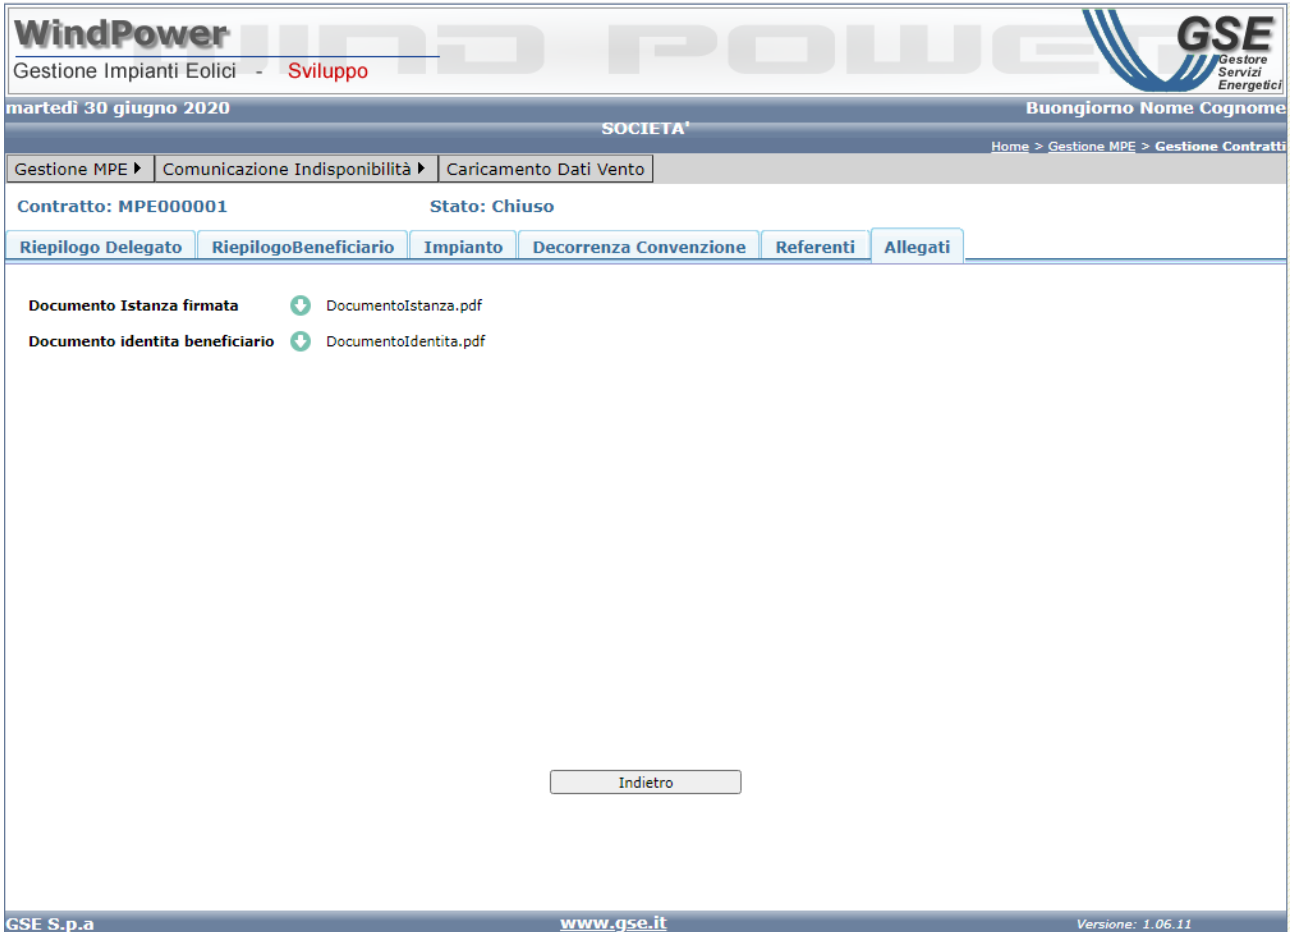 WIND POWER
WindPower
Gestione Impianti Eolici - Sviluppo
GSE
Gestore
Servizi
Energetici
martedì 30 giugno 2020 Buongiorno Nome Cognome
SOCIETA'
Home > Gestione MPE > Gestione Contratti
Gestione MPE Comunicazione Indisponibilità Caricamento Dati Vento
Contratto: MPE000001 Stato: Chiuso
Riepilogo Delegato RiepilogoBeneficiario Impianto Decorrenza Convenzione Referenti Allegati
Documento Istanza firmata DocumentoIstanza.pdf
Documento identita beneficiario DocumentoIdentita.pdf
Indietro
GSE S.p.a www.gse.it Versione: 1.06.11